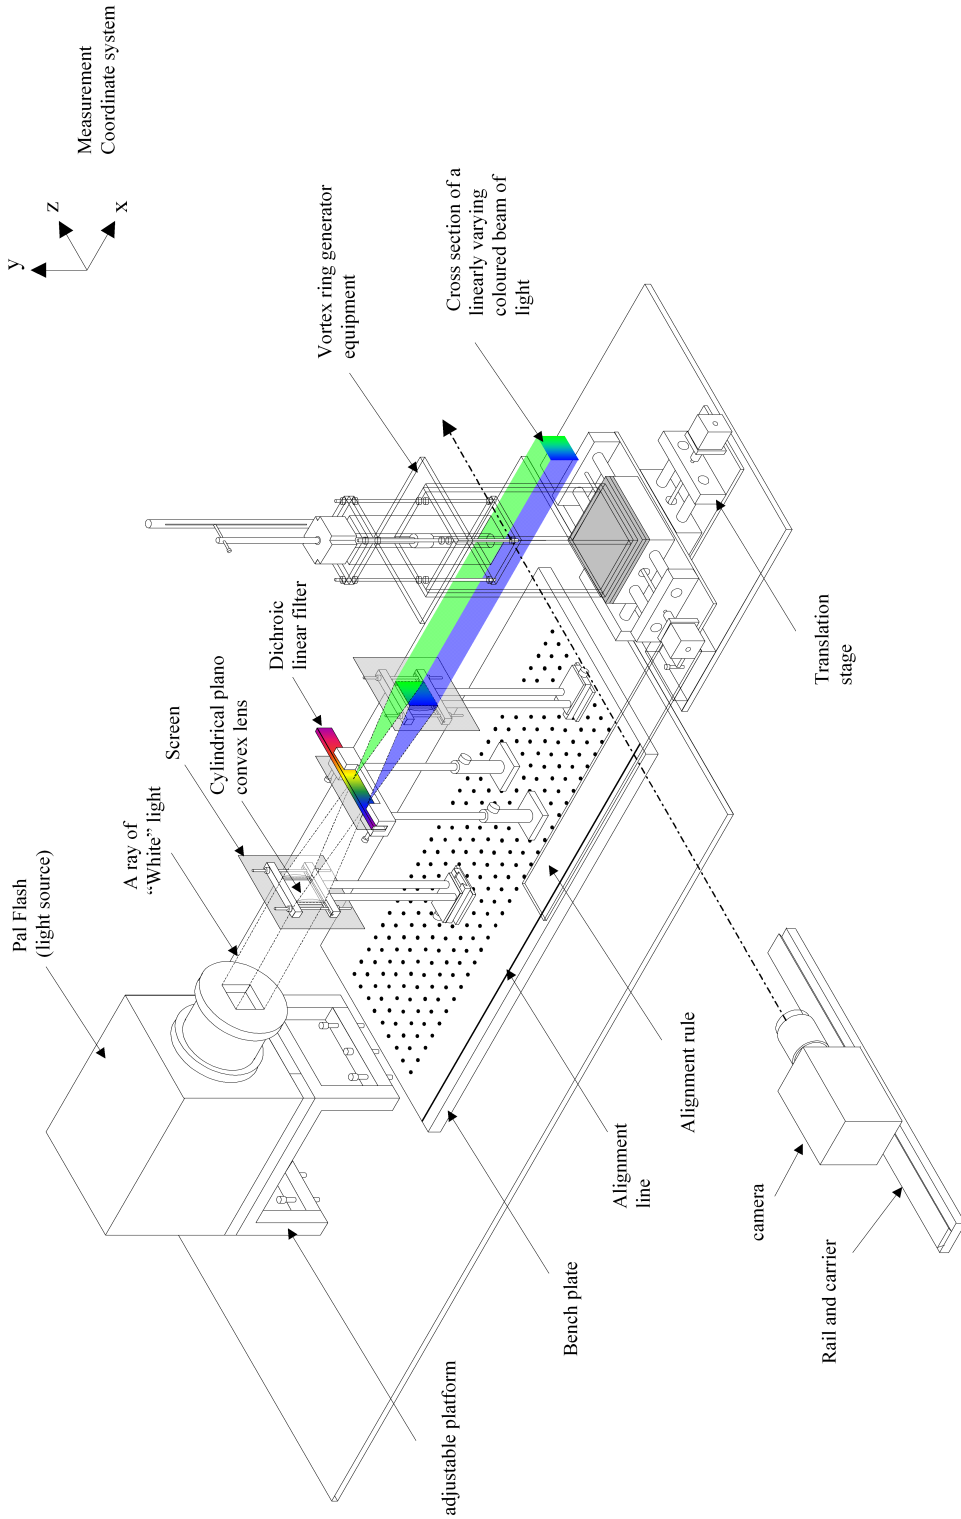 Measurement
Coordinate system
y
z
x
Pal Flash
(light source)
A ray of
“White” light
Screen
Cylindrical plano
convex lens
Dichroic
linear filter
Vortex ring generator
equipment
Cross section of a
linearly varying
coloured beam of
light
adjustable platform
Bench plate
Alignment
line
Alignment rule
Translation
stage
camera
Rail and carrier